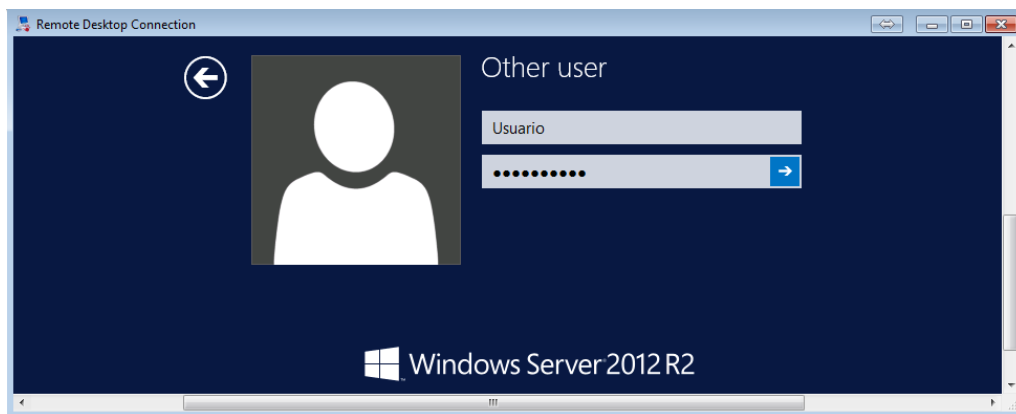 Remote Desktop Connection
Other user
Usuario
Windows Server 2012 R2